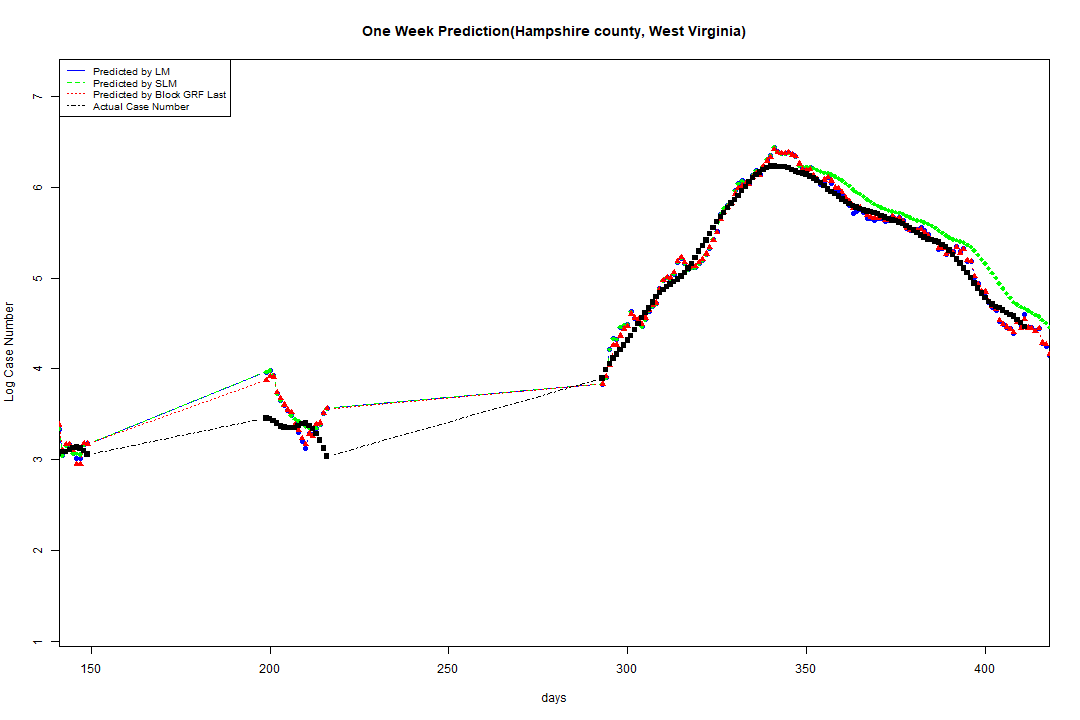 One Week Prediction(Hampshire county, West Virginia)
Predicted by LM
Predicted by SLM
Predicted by Block GRF Last
Actual Case Number
Log Case Number
7
6
5
4
3
2
1
150 200 250 300 350 400
days